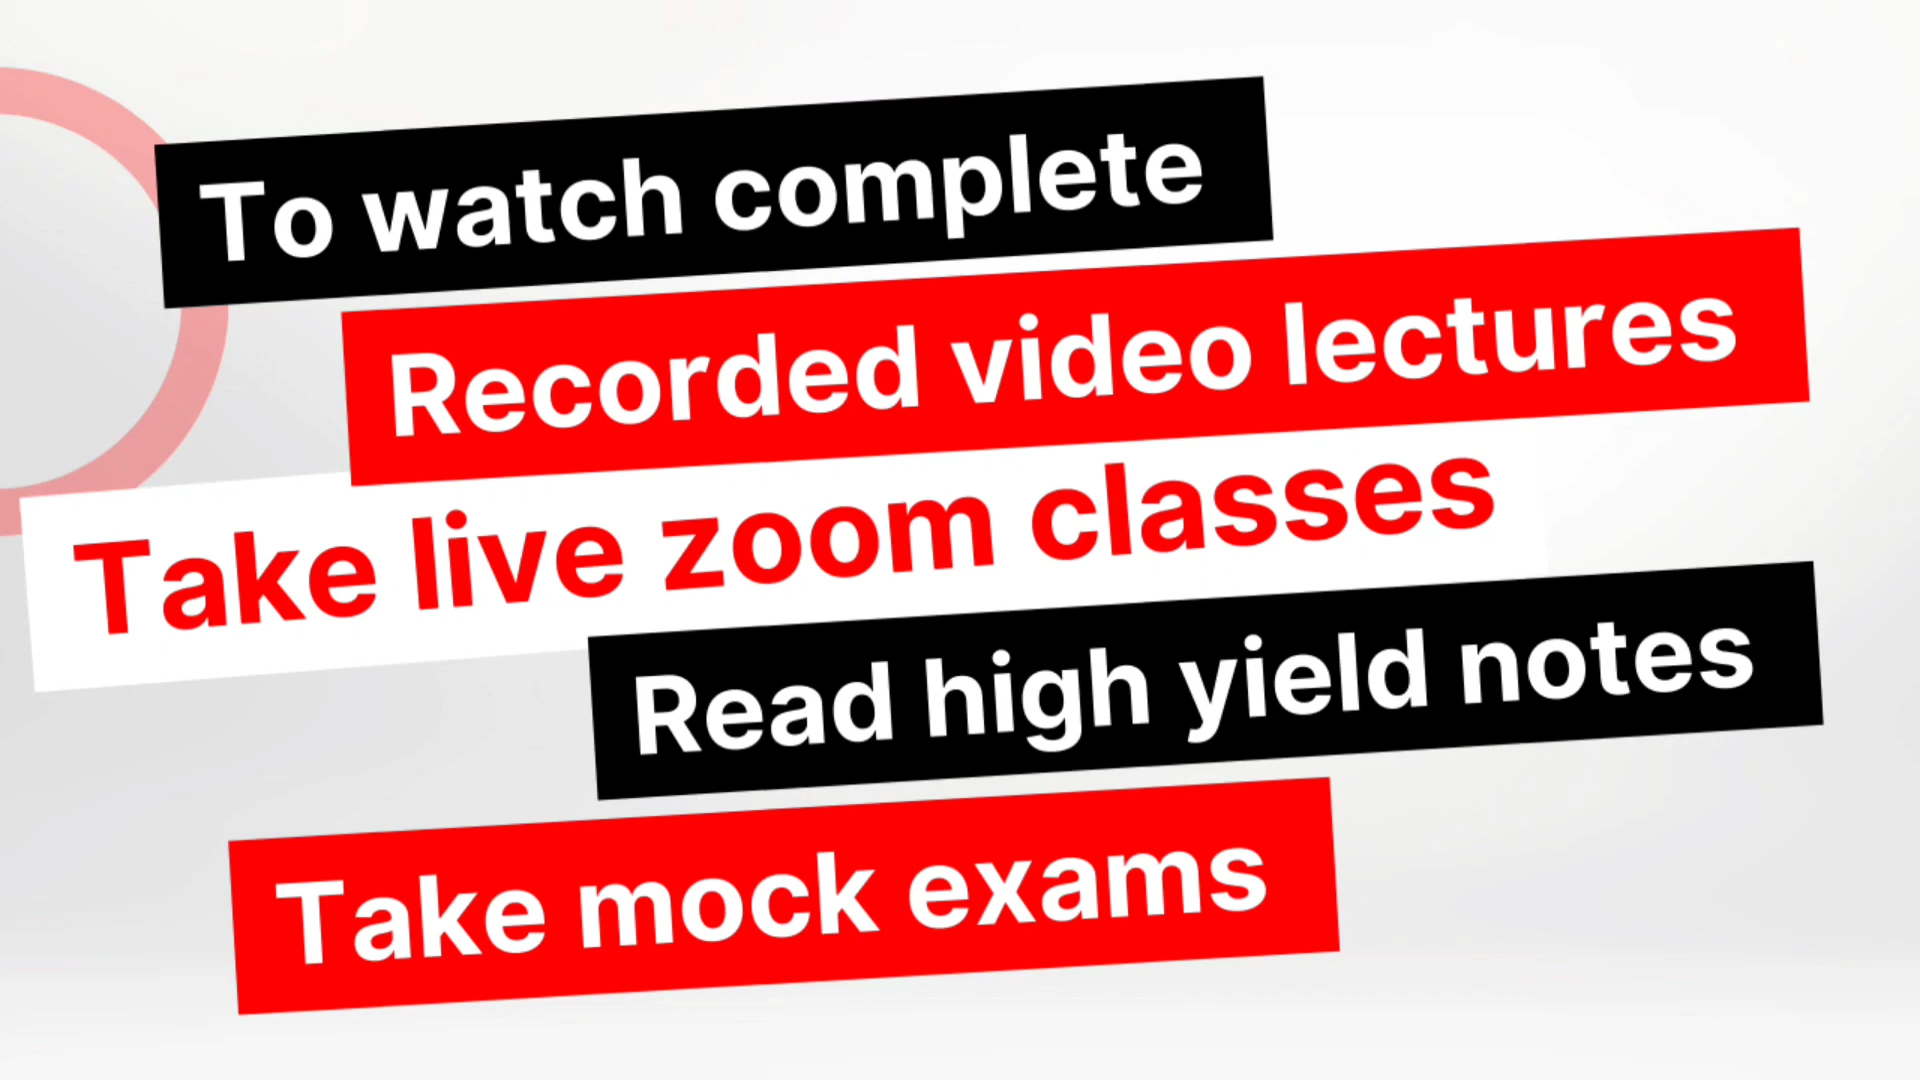 To watch complete
Recorded video lectures
Take live zoom classes
Read high yield notes
Take mock exams